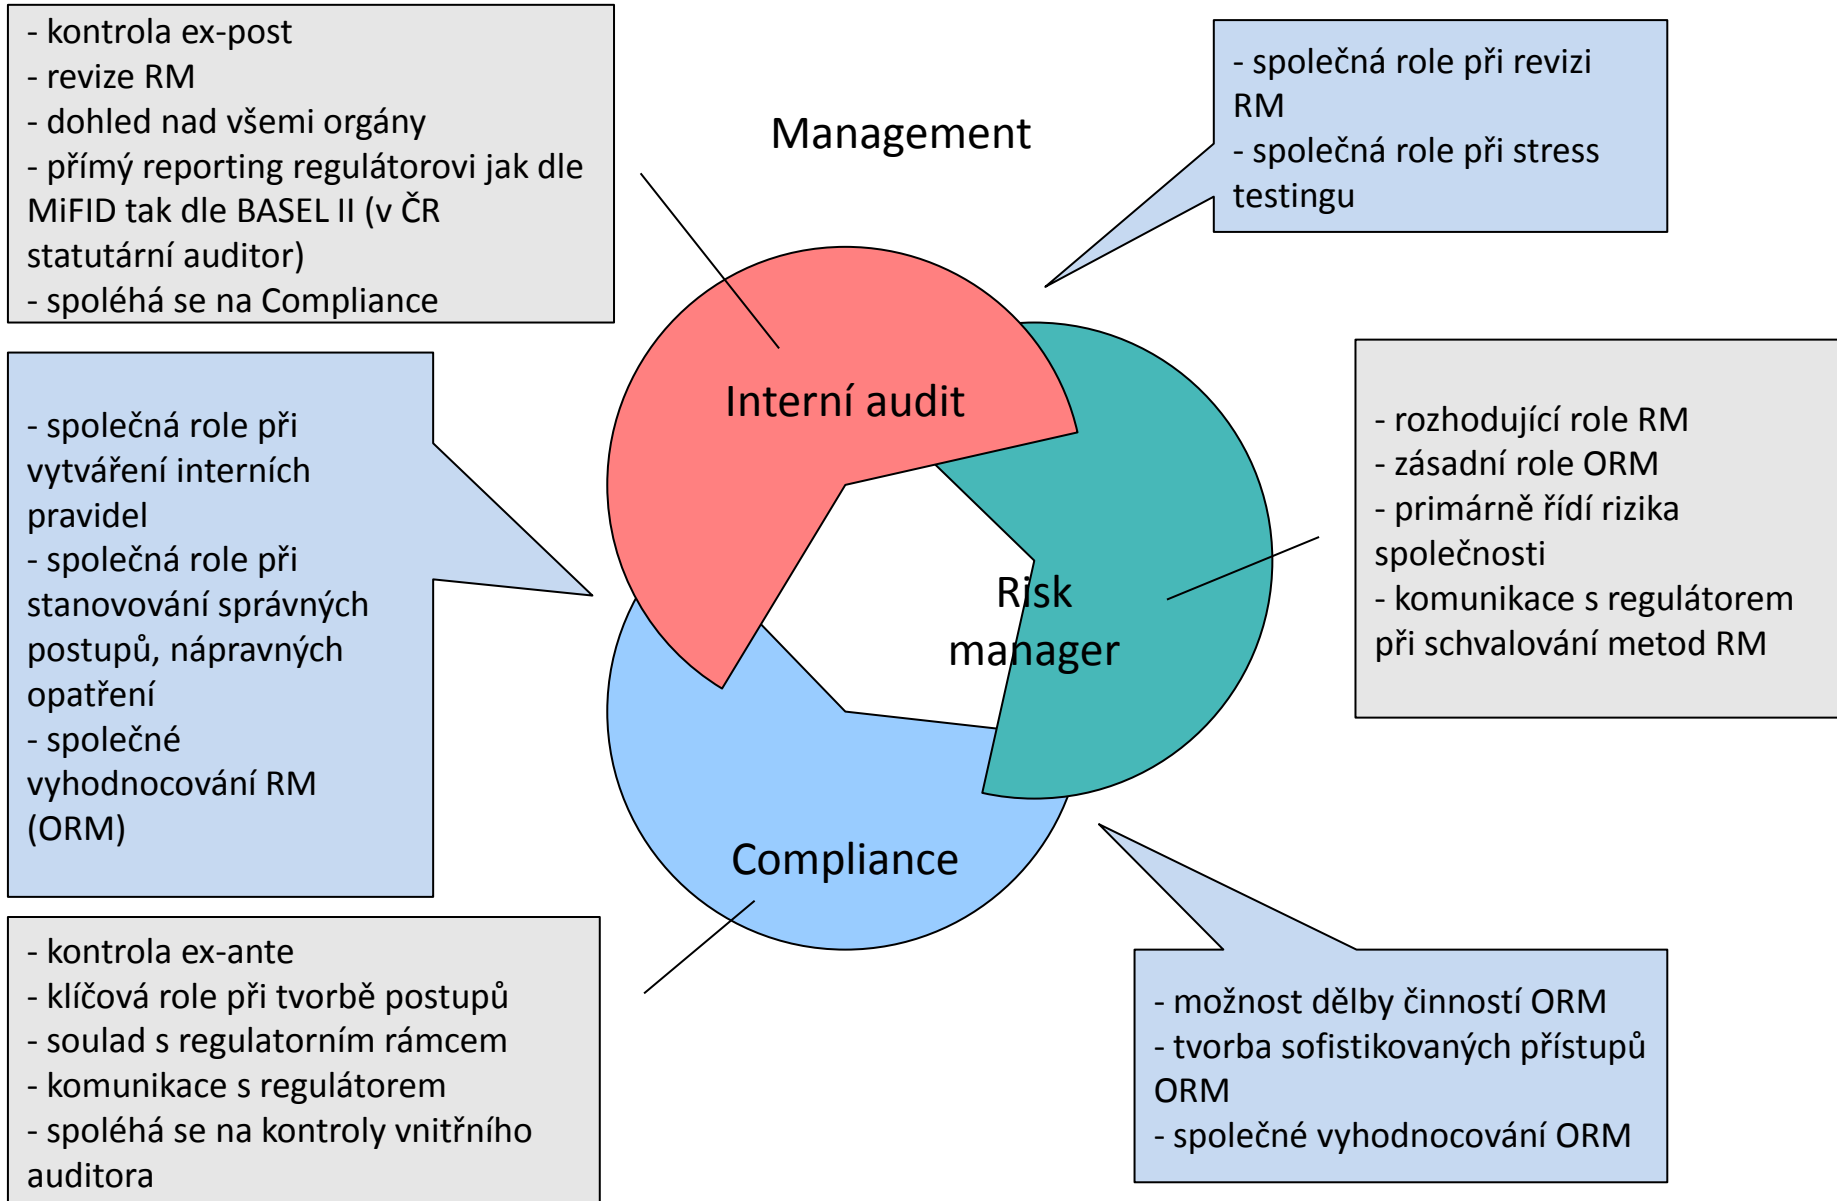 - kontrola ex-post
- revize RM
- dohled nad všemi orgány
- přímý reporting regulátorovi jak dle
MiFID tak dle BASEL II (v ČR
statutární auditor)
- spoléhá se na Compliance
Management
- společná role při revizi
RM
- společná role při stress
testingu
Interní audit
- společná role při
vytváření interních
pravidel
- společná role při
stanovování správných
postupů, nápravných
opatření
- společné
vyhodnocování RM
(ORM)
Risk
manager
- rozhodující role RM
- zásadní role ORM
- primárně řídí rizika
společnosti
- komunikace s regulátorem
při schvalování metod RM
Compliance
- kontrola ex-ante
- klíčová role při tvorbě postupů
- soulad s regulatorním rámcem
- komunikace s regulátorem
- spoléhá se na kontroly vnitřního
auditora
- možnost dělby činností ORM
- tvorba sofistikovaných přístupů
ORM
- společné vyhodnocování ORM